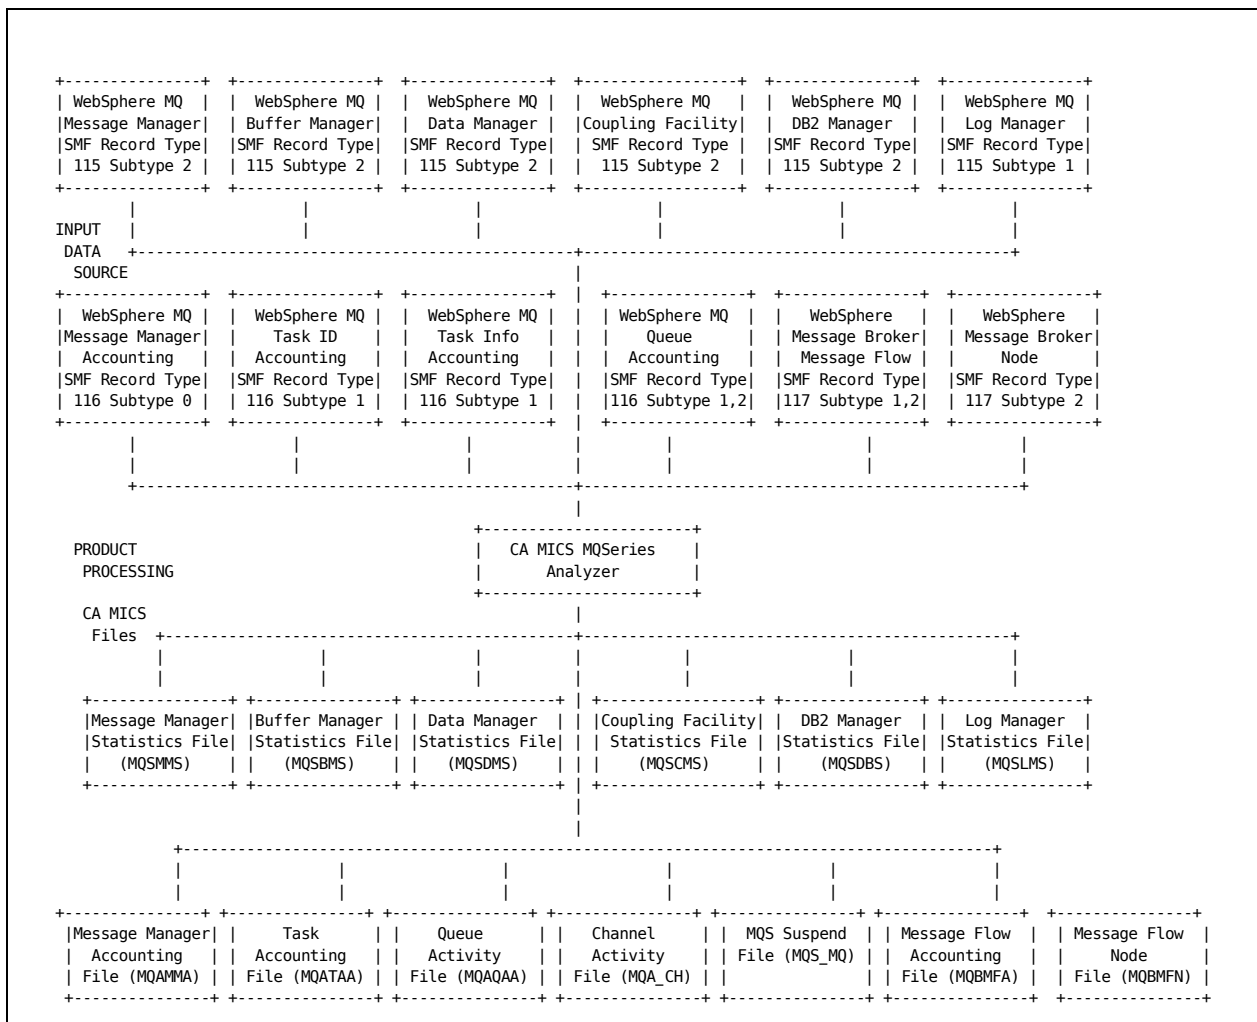 +---------------+  +---------------+  +---------------+  +-----------------+  +---------------+  +---------------+
| WebSphere MQ  |  |  WebSphere MQ |  |  WebSphere MQ |  |  WebSphere MQ   |  |  WebSphere MQ |  |  WebSphere MQ |
|Message Manager|  | Buffer Manager|  |  Data Manager |  |Coupling Facility|  |  DB2 Manager  |  |  Log Manager  |
|SMF Record Type|  |SMF Record Type|  |SMF Record Type|  | SMF Record Type |  |SMF Record Type|  |SMF Record Type|
| 115 Subtype 2 |  | 115 Subtype 2 |  | 115 Subtype 2 |  |  115 Subtype 2  |  | 115 Subtype 2 |  | 115 Subtype 1 |
+---------------+  +---------------+  +---------------+  +-----------------+  +---------------+  +---------------+
        |                  |                  |                   |                   |                  |
INPUT   |                  |                  |                   |                   |                  |
 DATA   +------------------------------------------------+-----------------------------------------------+
  SOURCE                                                 |
+---------------+  +---------------+  +---------------+  |  +---------------+  +---------------+  +---------------+
|  WebSphere MQ |  |  WebSphere MQ |  |  WebSphere MQ |  |  | WebSphere MQ  |  |   WebSphere   |  |   WebSphere   |
|Message Manager|  |    Task ID    |  |   Task Info   |  |  |    Queue      |  | Message Broker|  | Message Broker|
|  Accounting   |  |   Accounting  |  |   Accounting  |  |  |  Accounting   |  |  Message Flow |  |     Node      |
|SMF Record Type|  |SMF Record Type|  |SMF Record Type|  |  |SMF Record Type|  |SMF Record Type|  |SMF Record Type|
| 116 Subtype 0 |  | 116 Subtype 1 |  | 116 Subtype 1 |  |  |116 Subtype 1,2|  |117 Subtype 1,2|  | 117 Subtype 2 |
+---------------+  +---------------+  +---------------+  |  +---------------+  +---------------+  +---------------+
        |                 |                  |           |         |                     |                |
        |                 |                  |           |         |                     |                |
        +------------------------------------------------+------------------------------------------------+
                                                         |
                                              +-----------------------+
  PRODUCT                                     |   CA MICS MQSeries    |
   PROCESSING                                 |       Analyzer        |
                                              +-----------------------+
   CA MICS                                               |
    Files  +---------------------------------------------+-----------------------------------------------+
           |                 |                |          |           |                 |                 |
           |                 |                |          |           |                 |                 |
   +---------------+ +---------------+ +---------------+ | +-----------------+ +---------------+ +---------------+
   |Message Manager| |Buffer Manager | | Data Manager  | | |Coupling Facility| | DB2 Manager   | |  Log Manager  |
   |Statistics File| |Statistics File| |Statistics File| | | Statistics File | |Statistics File| |Statistics File|
   |   (MQSMMS)    | |   (MQSBMS)    | |   (MQSDMS)    | | |    (MQSCMS)     | |    (MQSDBS)   | |    (MQSLMS)   |
   +---------------+ +---------------+ +---------------+ | +-----------------+ +---------------+ +---------------+
                                                         |
                                                         |
             +-----------------------------------------------------------------------------------------+
             |                 |                 |                 |                 |                 |
             |                 |                 |                 |                 |                 |
+---------------+ +---------------+ +---------------+ +---------------+ +---------------+ +---------------+  +---------------+
|Message Manager| |     Task      | |     Queue     | |    Channel    | |  MQS Suspend  | | Message Flow  |  | Message Flow  |
|   Accounting  | |  Accounting   | |   Activity    | |   Activity    | | File (MQS_MQ) | |  Accounting   |  |     Node      |
| File (MQAMMA) | | File (MQATAA) | | File (MQAQAA) | | File (MQA_CH) | |               | | File (MQBMFA) |  | File (MQBMFN) |
+---------------+ +---------------+ +---------------+ +---------------+ +---------------+ +---------------+  +---------------+